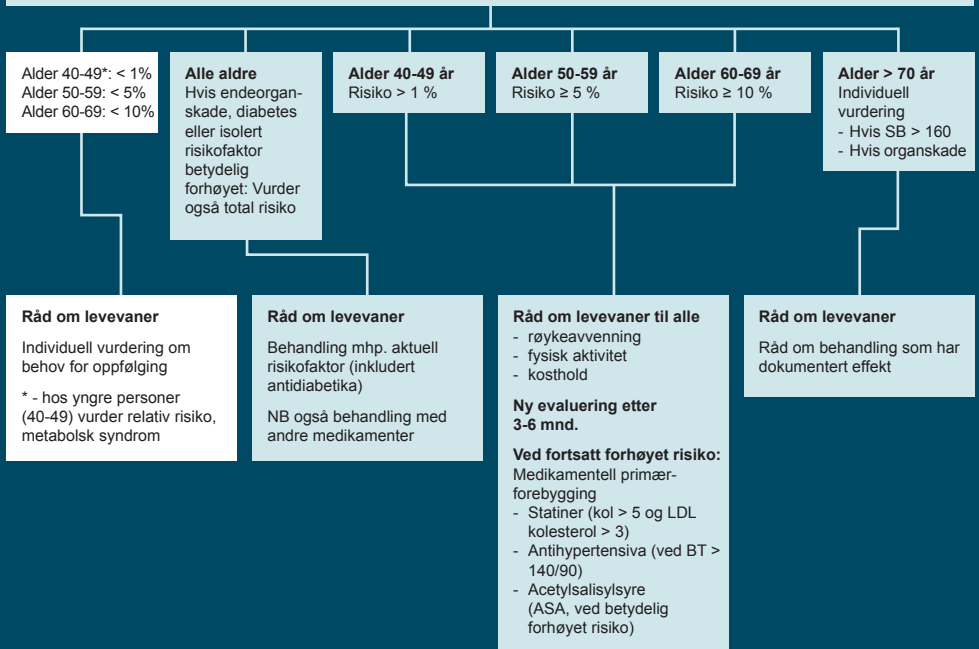 Alder 40-49*: < 1%
Alder 50-59: < 5%
Alder 60-69: < 10%
Alle aldre
Hvis endeorgan-
skade, diabetes
eller isolert
risikofaktor
betydelig
forhøyet: Vurder
også total risiko
Alder 40-49 år
Risiko > 1 %
Alder 50-59 år
Risiko ≥ 5 %
Alder 60-69 år
Risiko ≥ 10 %
Alder > 70 år
Individuell
vurdering
- Hvis SB > 160
- Hvis organskade
Råd om levevaner
Individuell vurdering om
behov for oppfølging
* - hos yngre personer
(40-49) vurder relativ risiko,
metabolsk syndrom
Råd om levevaner
Behandling mhp. aktuell
risikofaktor (inkludert
antidiabetika)
NB også behandling med
andre medikamenter
Råd om levevaner til alle
- røykeavvenning
- fysisk aktivitet
- kosthold
Ny evaluering etter
3-6 mnd.
Ved fortsatt forhøyet risiko:
Medikamentell primær-
forebygging
- Statiner (kol > 5 og LDL
kolesterol > 3)
- Antihypertensiva (ved BT >
140/90)
- Acetylsalisylsyre
(ASA, ved betydelig
forhøyet risiko)
Råd om levevaner
Råd om behandling som har
dokumentert effekt